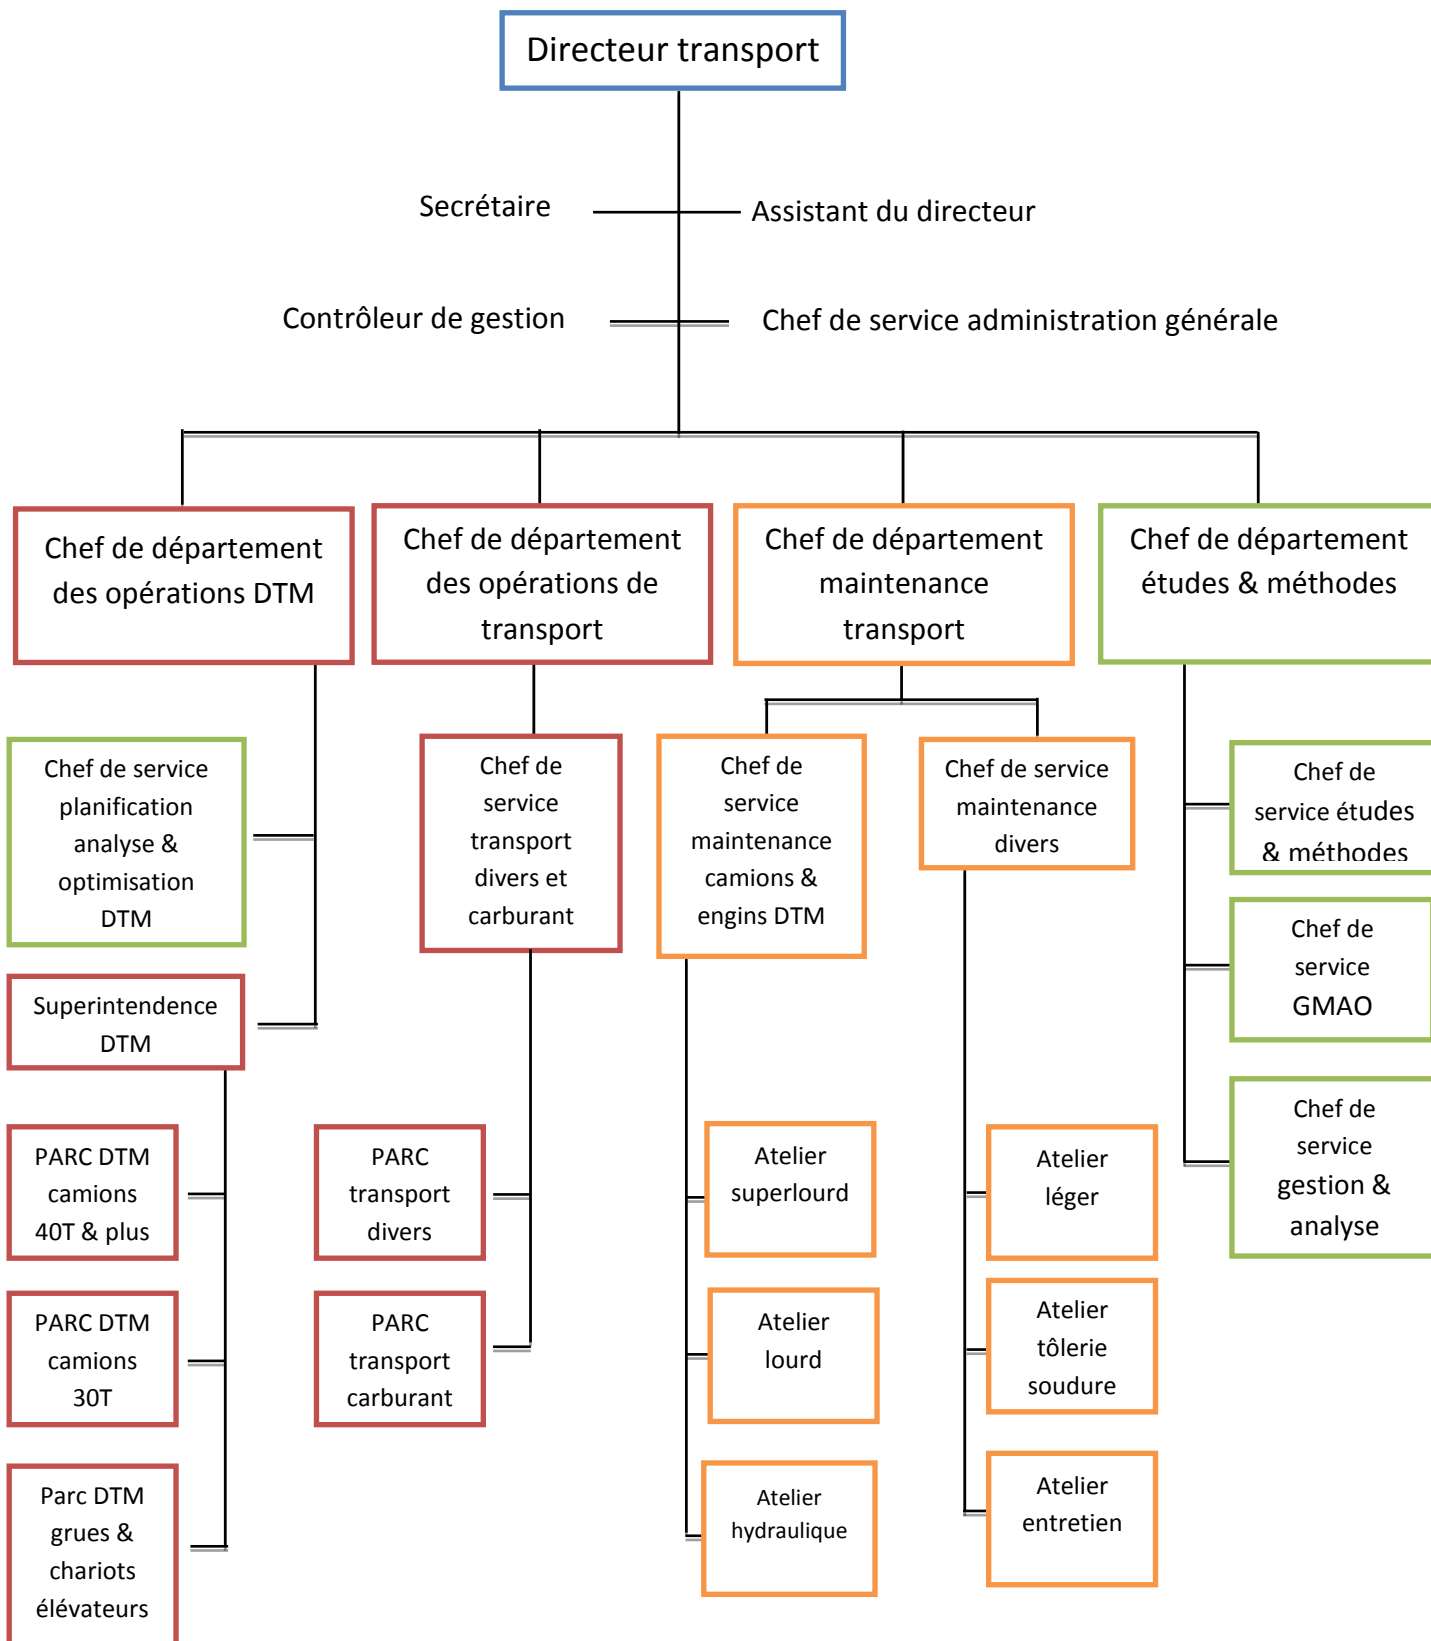 Directeur transport
Secrétaire
Assistant du directeur
Contrôleur de gestion
Chef de service administration générale
Chef de département
des opérations DTM
Chef de département
des opérations de
transport
Chef de département
maintenance
transport
Chef de département
études & méthodes
Chef de service
planification
analyse &
optimisation
DTM
Chef de
service
transport
divers et
carburant
Chef de
service
maintenance
camions &
engins DTM
Chef de service
maintenance
divers
Chef de
service études
& méthodes
Chef de
service
GMAO
Chef de
service
gestion &
analyse
Superintendence
DTM
PARC DTM
camions
40T & plus
PARC
transport
divers
Atelier
superlourd
Atelier
léger
PARC DTM
camions
30T
PARC
transport
carburant
Atelier
lourd
Atelier
tôlerie
soudure
Parc DTM
grues &
chariots
élévateurs
Atelier
hydraulique
Atelier
entretien